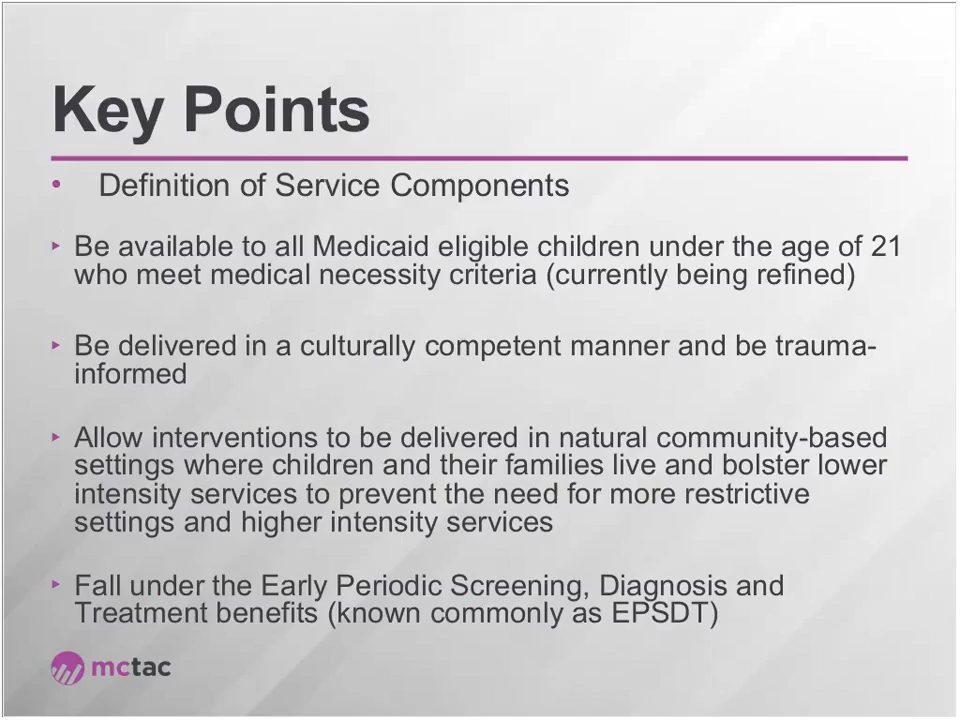 Key Points
• Definition of Service Components
‣ Be available to all Medicaid eligible children under the age of 21
who meet medical necessity criteria (currently being refined)
‣ Be delivered in a culturally competent manner and be trauma-
informed
‣ Allow interventions to be delivered in natural community-based
settings where children and their families live and bolster lower
intensity services to prevent the need for more restrictive
settings and higher intensity services
‣ Fall under the Early Periodic Screening, Diagnosis and
Treatment benefits (known commonly as EPSDT)
mctac